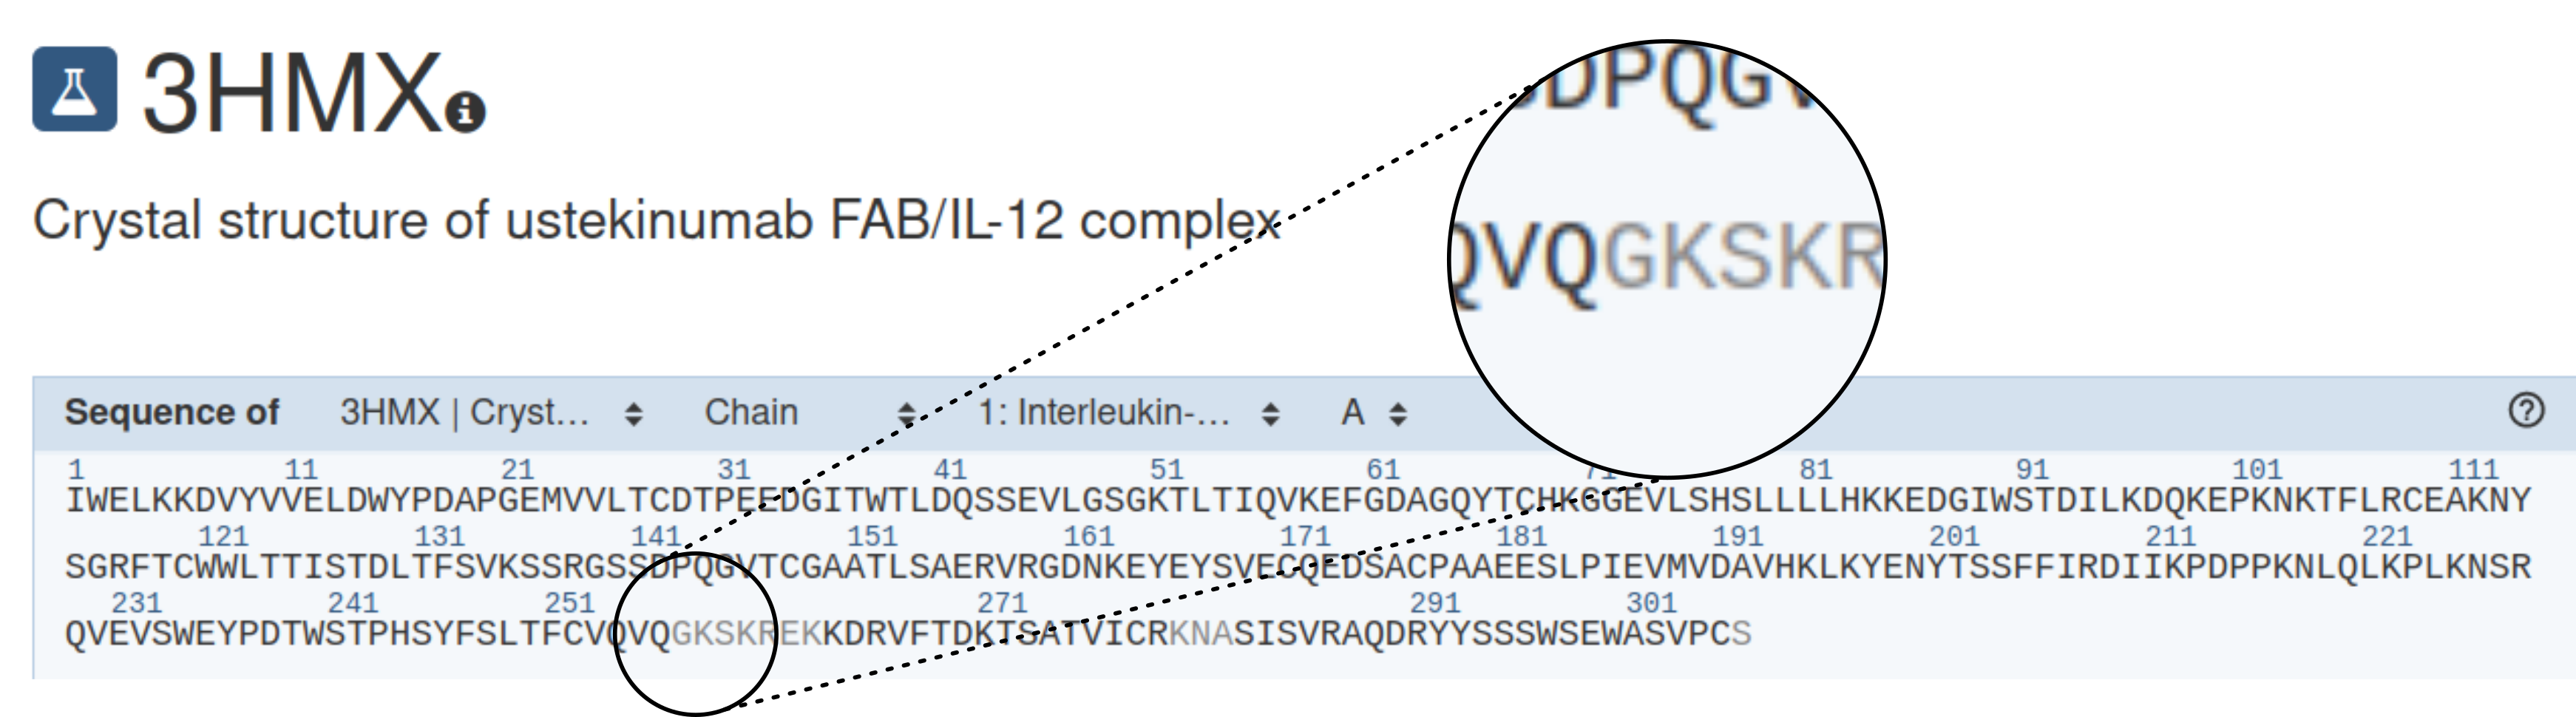 3HMX
Crystal structure of ustekinumab FAB/IL-12 complex
DPQGV
QVQGKSKR
Sequence of 3HMX | Cryst... Chain 1: Interleukin-... A
1 11 21 31 41 51 61 71 81 91 101 111
IWELKKDVYVVELDWYPDAPGEMVVLTCDTPEEDGITWTLDQSSEVLGSGKTLTIQVKEFGDAGQYTCHKGGEVLSHSLLLLHKKEDGIWSTDILKDQKEPKNKTFLRCEAKNY
121 131 141 151 161 171 181 191 201 211 221
SGRFTCWWLTTISTDLTFSVKSSRGSSDPQGVTCGAATLSAERVRGDNKEYEYSVECQEDSACPAAEESLPIEVMVDAVHKLKYENYTSSFFIRDIIKPDPPKNLQLKPLKNSR
231 241 251 271 291 301
QVEVSWEYPDTWSTPHSYFSLTFCVQVQGKSKREKKDRVFTDKTSATVICRKNASISVRAQDRYYSSSWSEWASVPCS